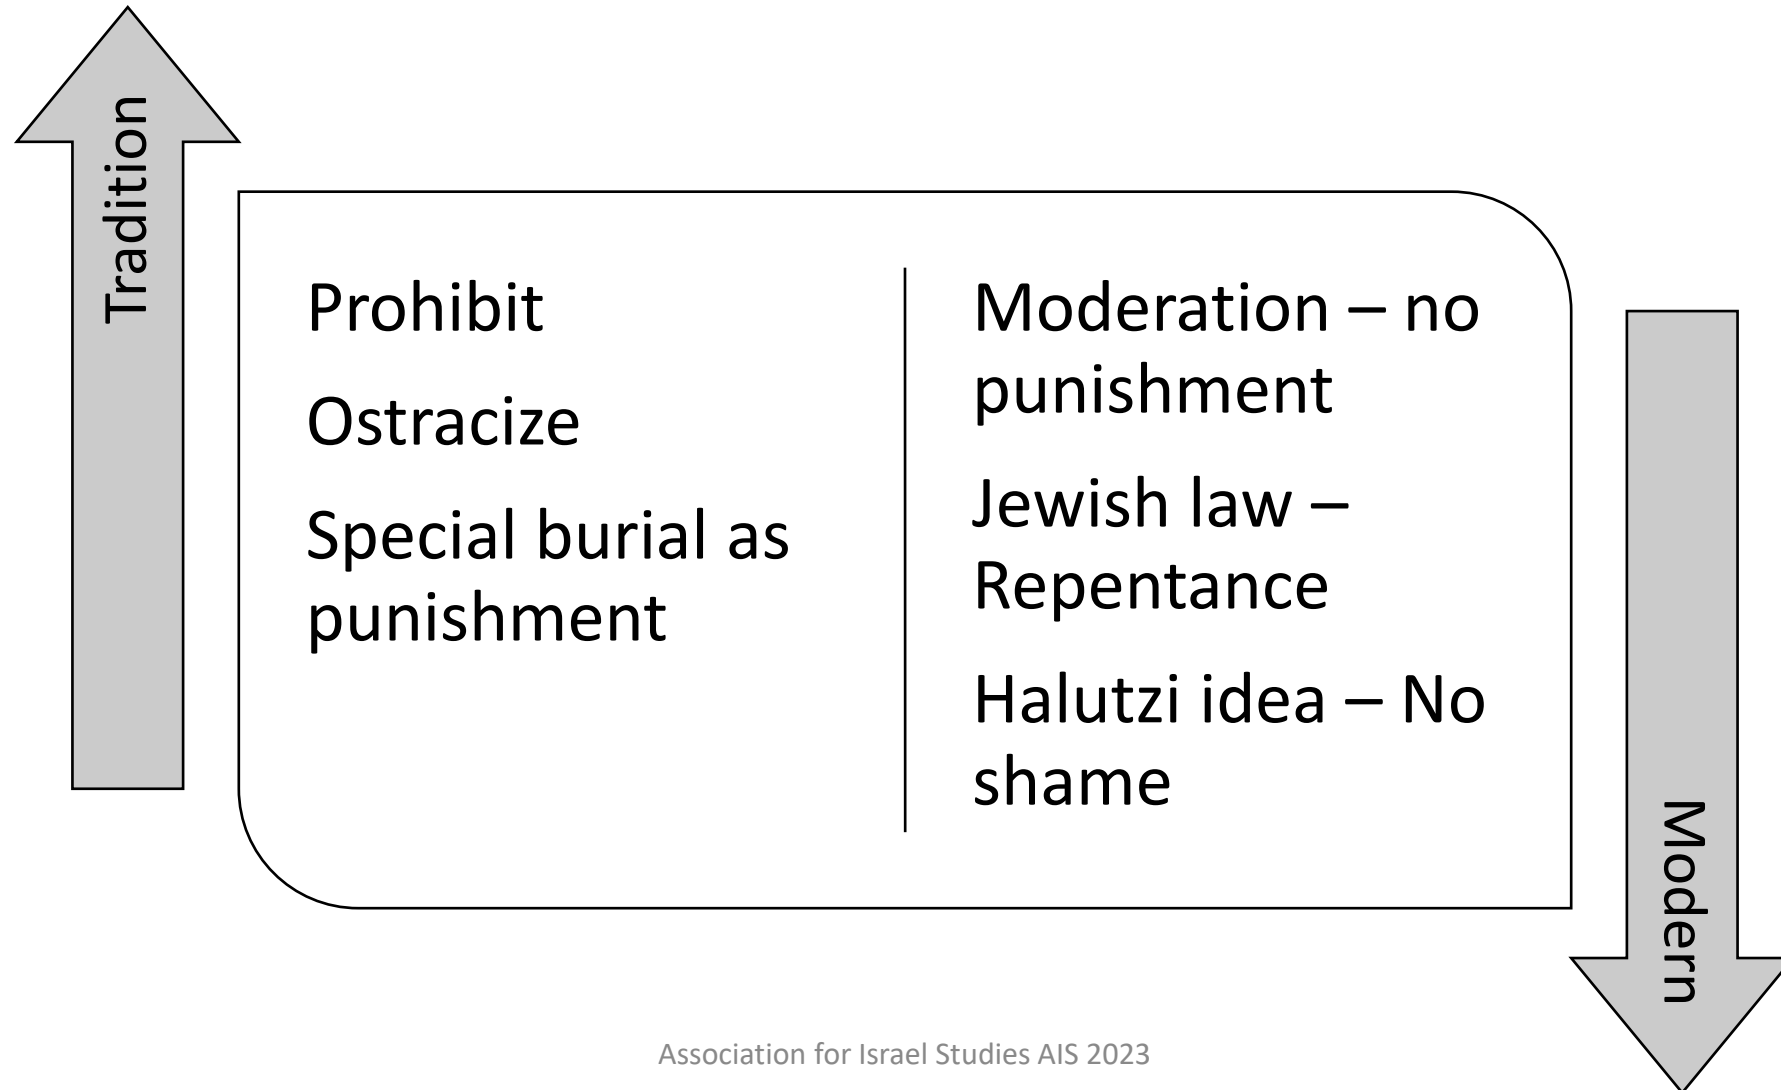 Tradition
Prohibit
Ostracize
Special burial as
punishment
Moderation – no
punishment
Jewish law –
Repentance
Halutzi idea – No
shame
Modern
Association for Israel Studies AIS 2023